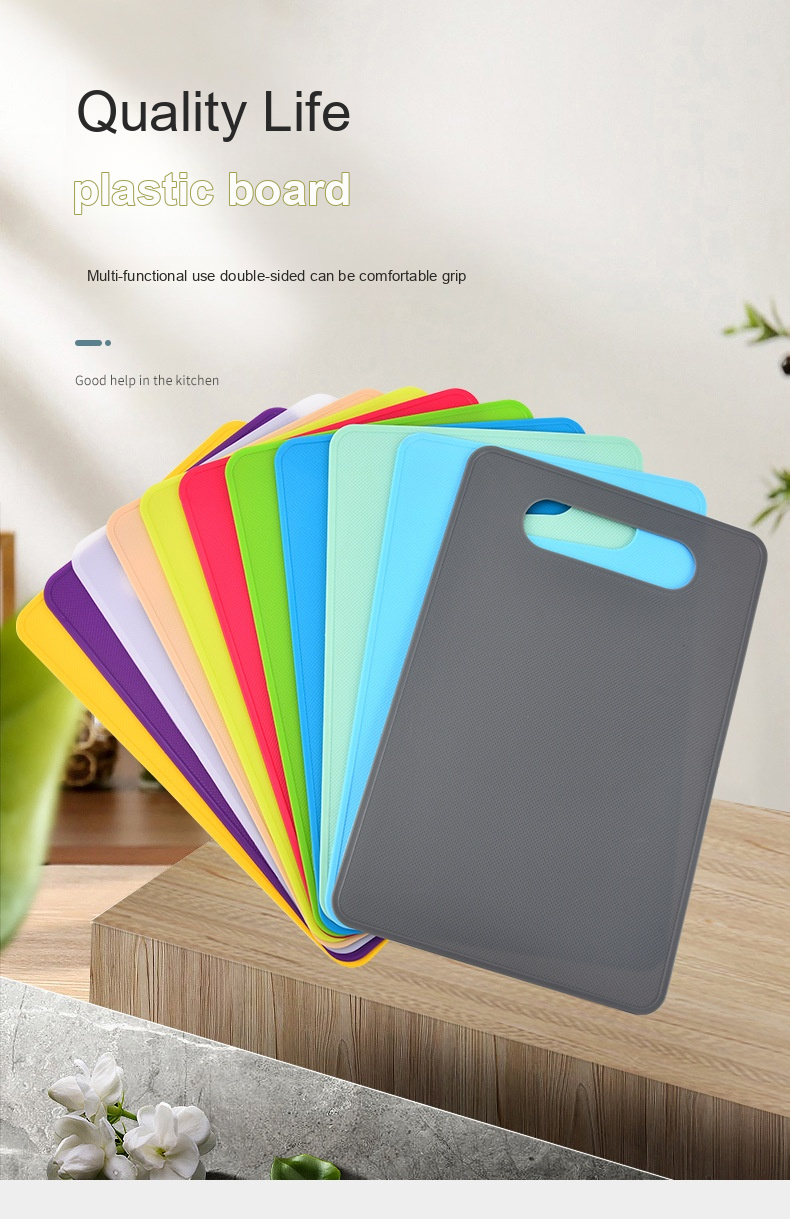 Quality Life
plastic board
Multi-functional use double-sided can be comfortable grip
Good help in the kitchen